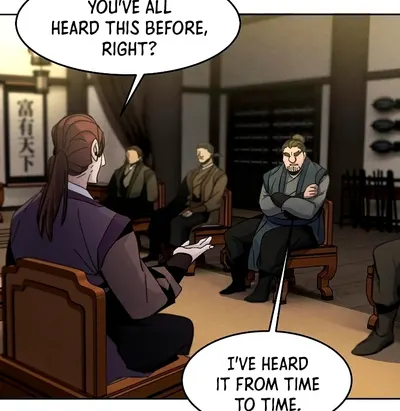 YOU'VE ALL
HEARD THIS BEFORE,
RIGHT?
富有天下
I'VE HEARD
IT FROM TIME
TO TIME.